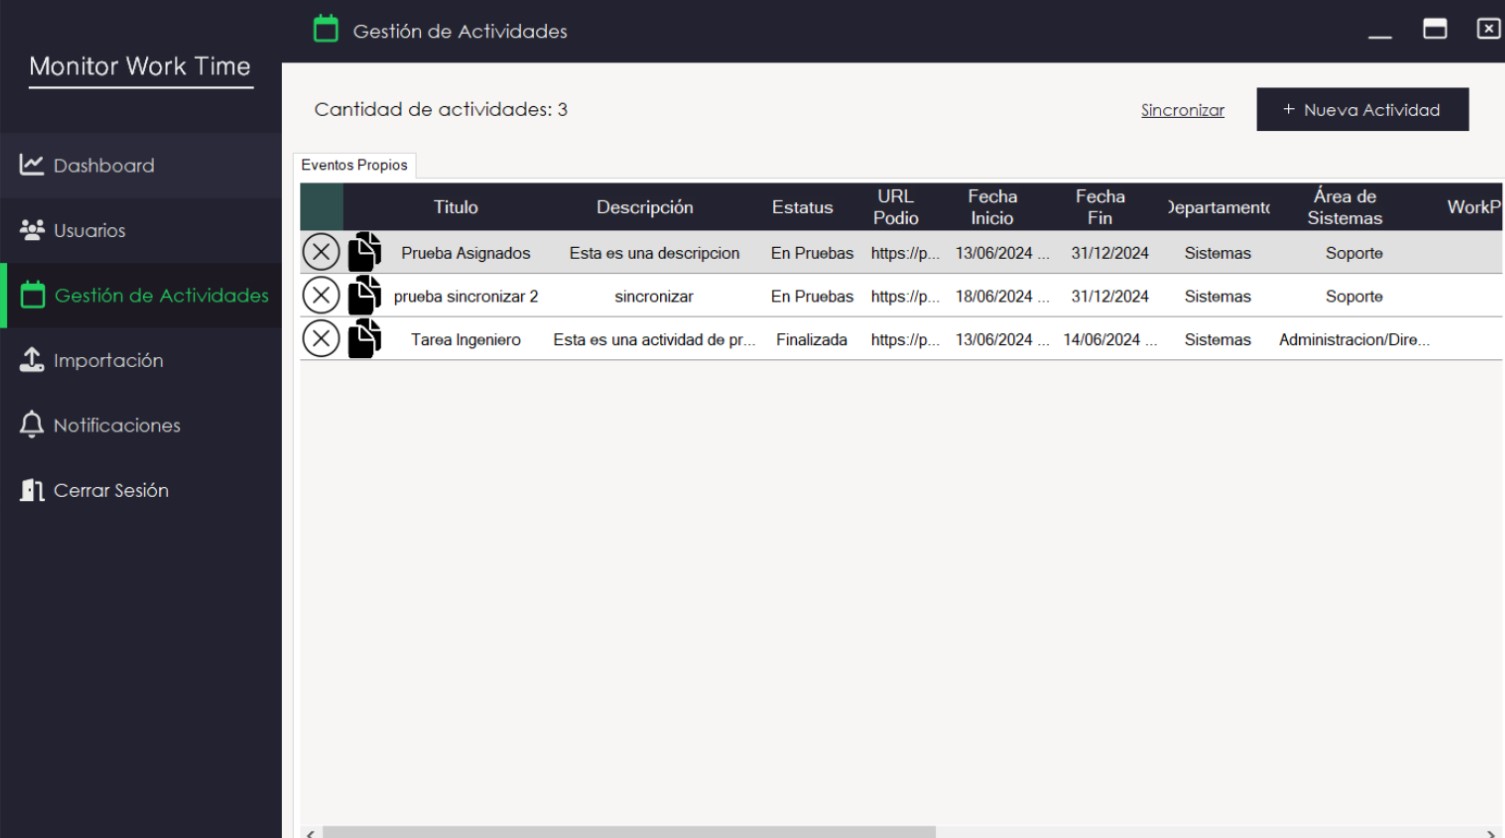 Gestión de Actividades
Monitor Work Time
Cantidad de actividades: 3
Sincronizar
+ Nueva Actividad
Dashboard
Usuarios
Gestión de Actividades
Importación
Notificaciones
Cerrar Sesión
Eventos Propios
Titulo Descripción Estatus URL Podio Fecha Inicio Fecha Fin Departamento Área de Sistemas WorkP
Prueba Asignados Esta es una descripcion En Pruebas https://p... 13/06/2024 ... 31/12/2024 Sistemas Soporte
prueba sincronizar 2 sincronizar En Pruebas https://p... 18/06/2024 ... 31/12/2024 Sistemas Soporte
Tarea Ingeniero Esta es una actividad de pr... Finalizada https://p... 13/06/2024 ... 14/06/2024 ... Sistemas Administracion/Dire...